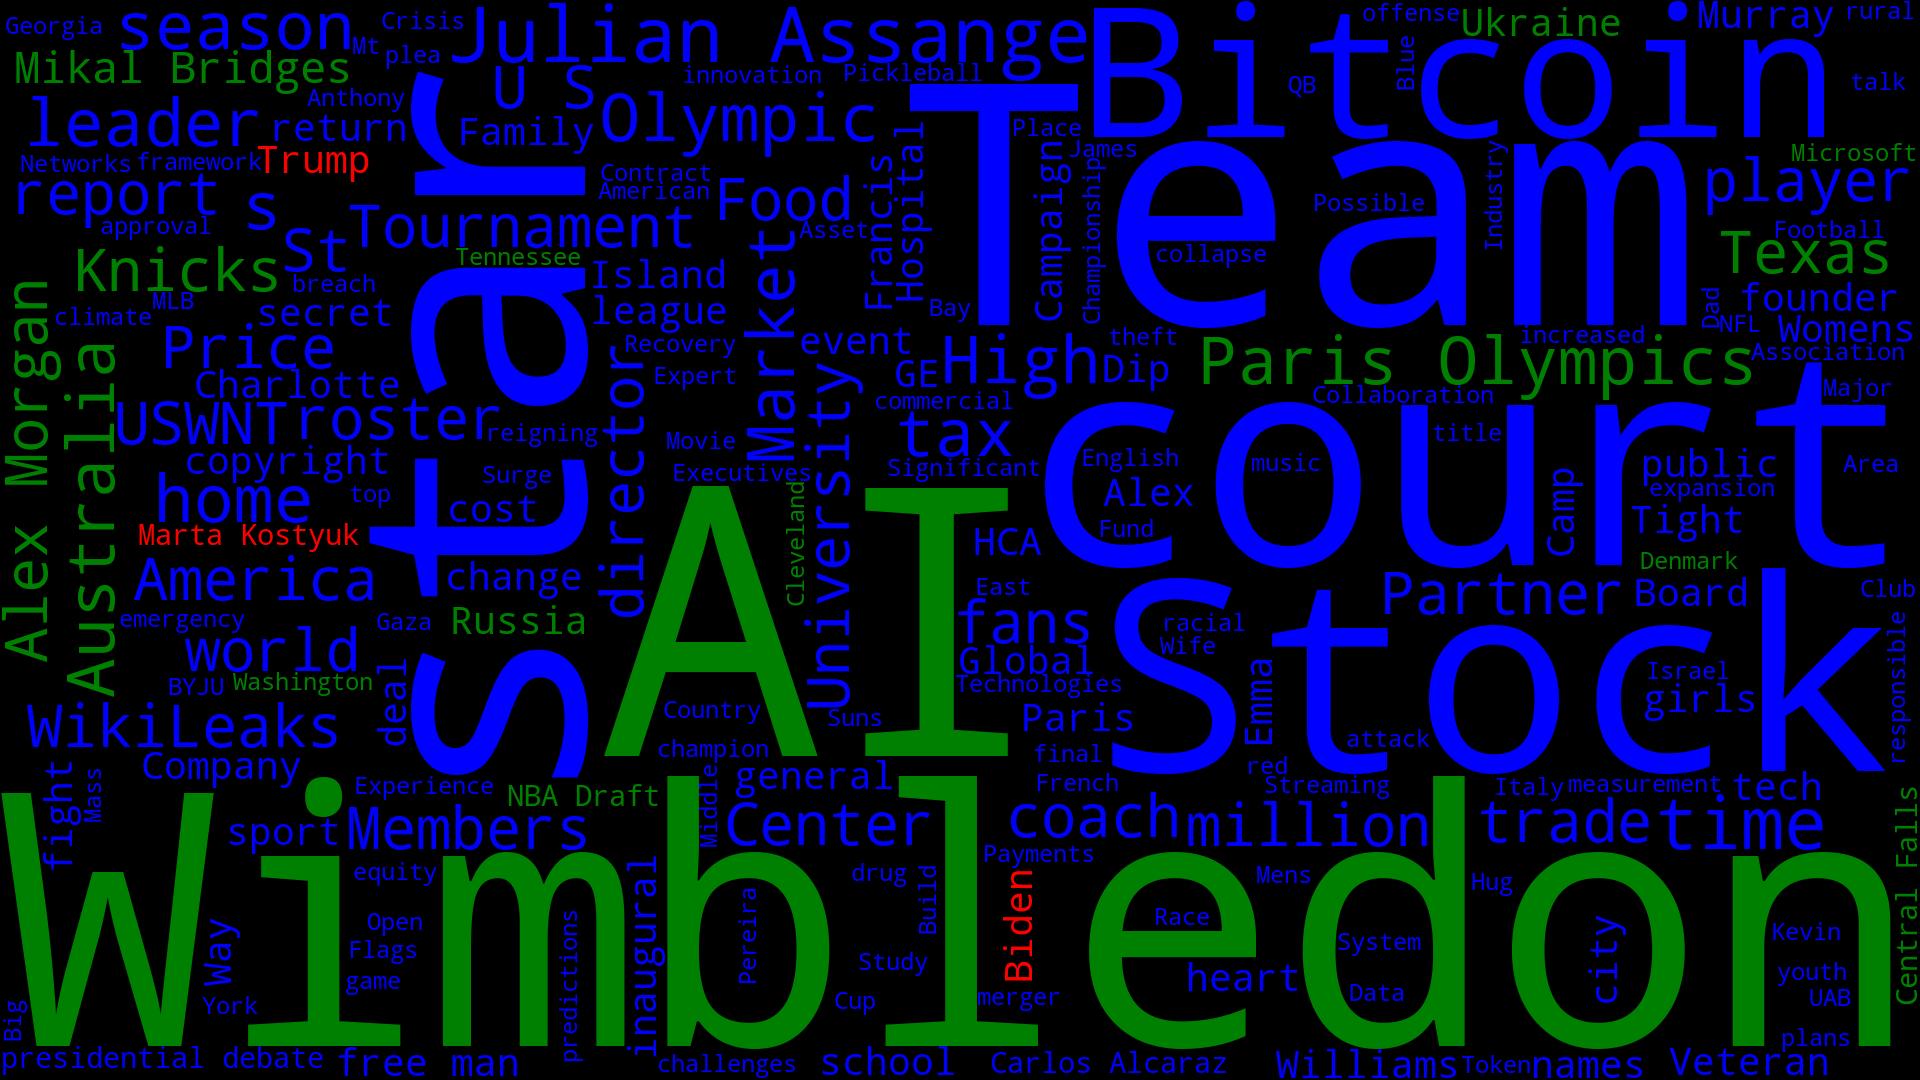 Georgia
season
Crisis
Mt
plea
Julian Assange
Bitcoin
offense
Ukraine
Murray
rural
Mikal Bridges
U S
innovation
Pickleball
QB
Blue
talk
leader
Anthony
return
Family
Olympic
Team
Place
James
Microsoft
Networks
framework
Trump
star
Contract
American
Food
Francis
Hospital
Campaign
Championship
Possible
Industry
player
report
s
approval
St
Tournament
Market
Asset
collapse
Football
Texas
Knicks
Tennessee
Island
breach
MLB
climate
secret
league
Bay
Dad
founder
NFL
Womens
Alex Morgan
Australia
Price
director
Recovery
event
GE
High
theft
Dip
Paris Olympics
increased
Association
Charlotte
Expert
University
commercial
court
Collaboration
Major
USWNT
roster
reigning
Movie
tax
title
copyright
Surge
Executives
Significant
English
music
public
Area
home
top
cost
AI
Cleveland
Alex
Camp
expansion
Marta Kostyuk
HCA
Fund
Tight
America
change
East
Stock
Denmark
Partner
Board
Club
emergency
Gaza
Russia
fans
racial
responsible
world
deal
Global
Wife
Emma
Israel
BYJU
Washington
Technologies
girls
WikiLeaks
Country
Suns
Paris
attack
Company
champion
final
red
fight
Mass
Experience
NBA Draft
Middle
general
French
Streaming
Italy
measurement
tech
Central Falls
Wimbledon
sport
Members
Center
coach
million
trade
time
equity
inaugural
drug
Build
Payments
Biden
Mens
Hug
Way
Open
predictions
Pereira
Race
city
Kevin
Flags
Study
System
game
heart
youth
Big
York
Cup
merger
Data
UAB
plans
presidential debate
free man
challenges
school
Carlos Alcaraz
Williams
Token
names
Veteran